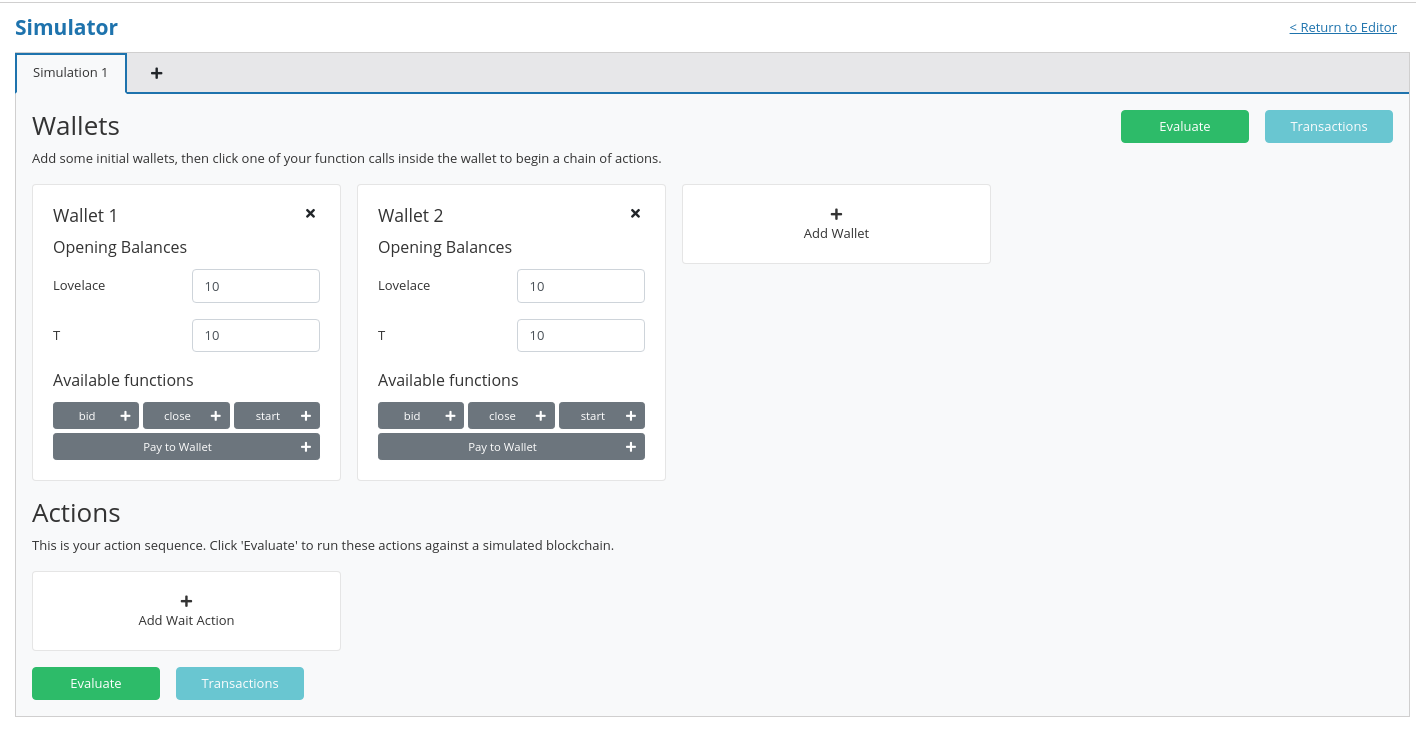 Simulator
< Return to Editor
Simulation 1
Wallets
Evaluate
Transactions
Add some initial wallets, then click one of your function calls inside the wallet to begin a chain of actions.
Wallet 1
Opening Balances
Lovelace
10
T
10
Available functions
bid
close
start
Pay to Wallet
Wallet 2
Opening Balances
Lovelace
10
T
10
Available functions
bid
close
start
Pay to Wallet
Add Wallet
Actions
This is your action sequence. Click 'Evaluate' to run these actions against a simulated blockchain.
Add Wait Action
Evaluate
Transactions